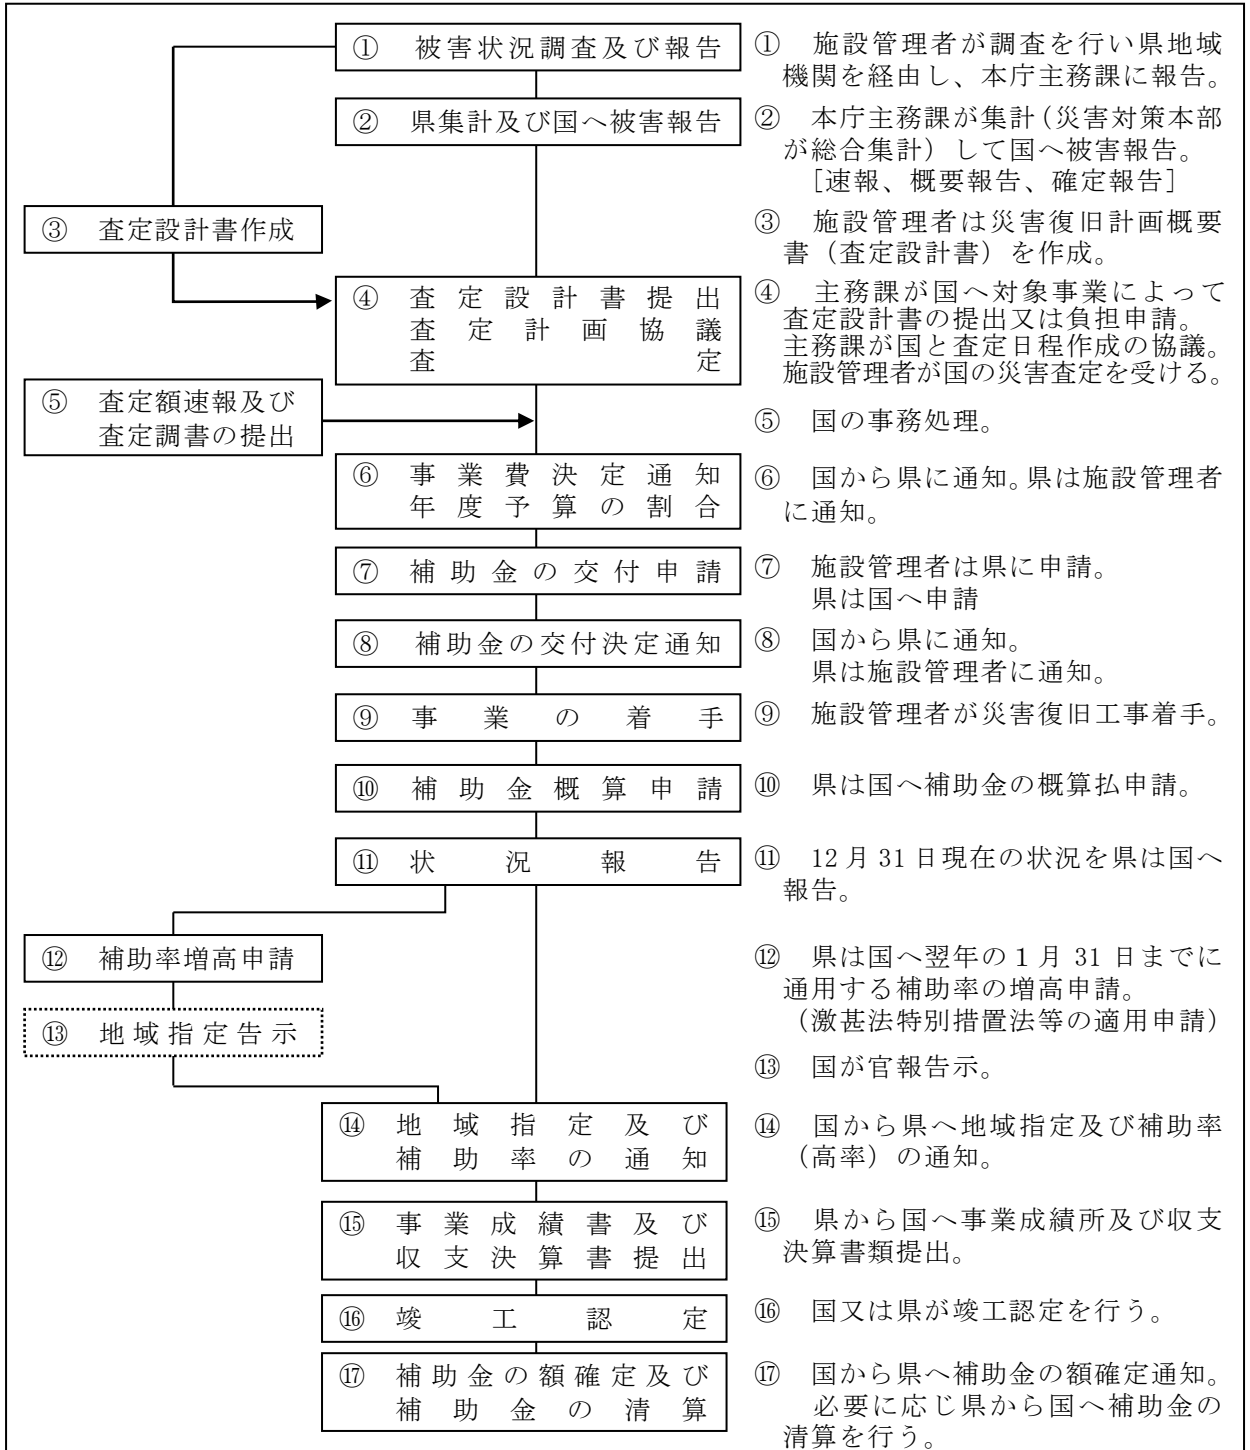 ① 被害状況調査及び報告
① 施設管理者が調査を行い県地域
機関を経由し、本庁主務課に報告。
② 県集計及び国へ被害報告
② 本庁主務課が集計(災害対策本部
が総合集計)して国へ被害報告。
[速報、概要報告、確定報告]
③ 査定設計書作成
③ 施設管理者は災害復旧計画概要
書(査定設計書)を作成。
④ 査定設計書提出
査定計画協議
査定
④ 主務課が国へ対象事業によって
査定設計書の提出又は負担申請。
主務課が国と査定日程作成の協議。
施設管理者が国の災害査定を受ける。
⑤ 査定額速報及び
査定調書の提出
⑤ 国の事務処理。
⑥ 事業費決定通知
年度予算の割合
⑥ 国から県に通知。県は施設管理者
に通知。
⑦ 補助金の交付申請
⑦ 施設管理者は県に申請。
県は国へ申請
⑧ 補助金の交付決定通知
⑧ 国から県に通知。
県は施設管理者に通知。
⑨ 事業の着手
⑨ 施設管理者が災害復旧工事着手。
⑩ 補助金概算申請
⑩ 県は国へ補助金の概算払申請。
⑪ 状況報告
⑪ 12月31日現在の状況を県は国へ
報告。
⑫ 補助率増高申請
⑫ 県は国へ翌年の1月31日までに
通用する補助率の増高申請。
(激甚法特別措置法等の適用申請)
⑬ 地域指定告示
⑬ 国が官報告示。
⑭ 地域指定及び
補助率の通知
⑭ 国から県へ地域指定及び補助率
(高率)の通知。
⑮ 事業成績書及び
収支決算書提出
⑮ 県から国へ事業成績所及び収支
決算書類提出。
⑯ 竣工認定
⑯ 国又は県が竣工認定を行う。
⑰ 補助金の額確定及び
補助金の清算
⑰ 国から県へ補助金の額確定通知。
必要に応じ県から国へ補助金の
清算を行う。